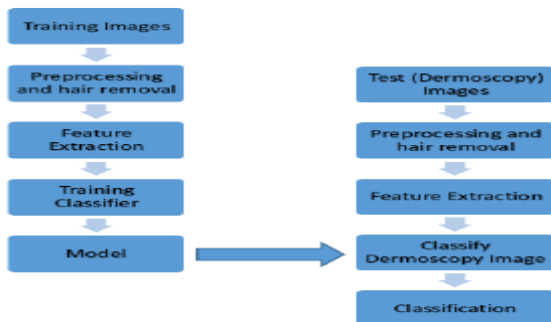 Training Images
Preprocessing
and hair removal
Feature
Extraction
Training
Classifier
Model
Test (Dermoscopy)
Images
Preprocessing and
hair removal
Feature Extraction
Classify
Dermoscopy Image
Classification